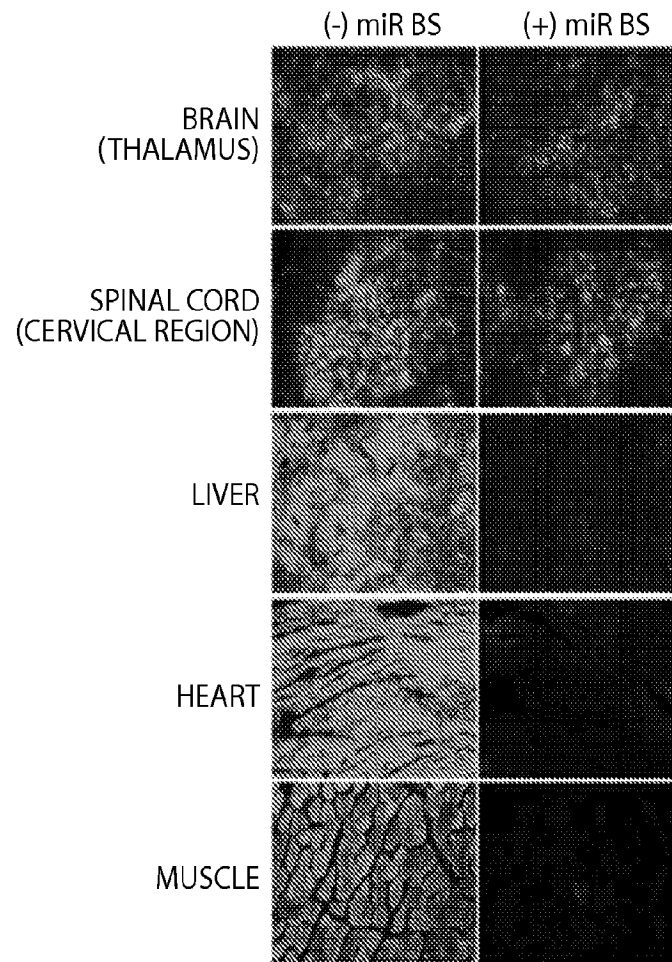 (-) miR BS
(+) miR BS
BRAIN
(THALAMUS)
SPINAL CORD
(CERVICAL REGION)
LIVER
HEART
MUSCLE